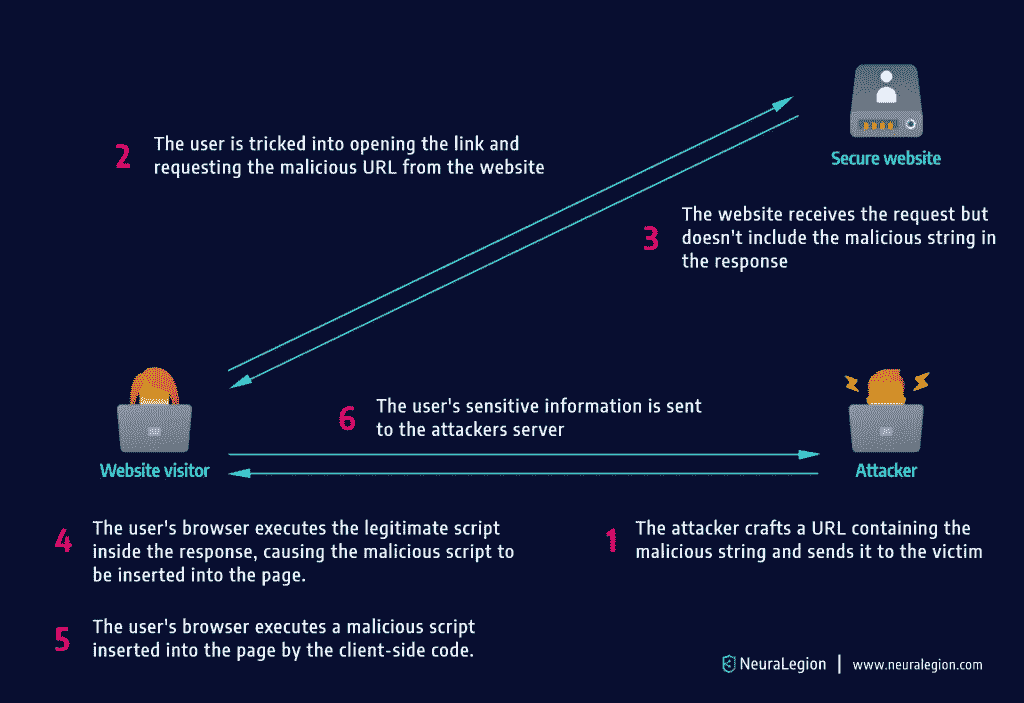 2
The user is tricked into opening the link and
requesting the malicious URL from the website
Secure website
3
The website receives the request but
doesn't include the malicious string in
the response
6
The user's sensitive information is sent
to the attackers server
Website visitor
Attacker
4
The user's browser executes the legitimate script
inside the response, causing the malicious script to
be inserted into the page.
1
The attacker crafts a URL containing the
malicious string and sends it to the victim
5
The user's browser executes a malicious script
inserted into the page by the client-side code.
NeuraLegion | www.neuralegion.com